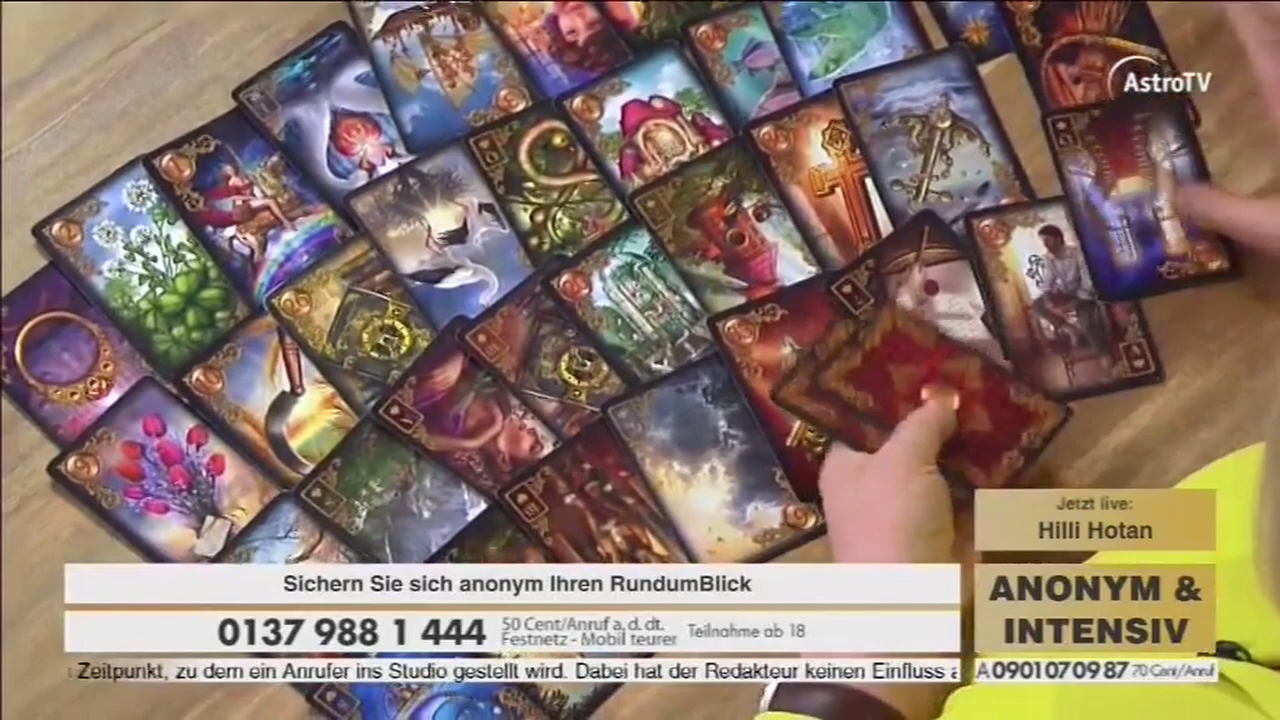 AstroTV
Jetzt live:
Hilli Hotan
Sichern Sie sich anonym Ihren RundumBlick
ANONYM &
INTENSIV
0137 988 1 444
50 Cent/Anruf a. d. dt.
Festnetz - Mobil teurer
Teilnahme ab 18
Zeitpunkt, zu dem ein Anrufer ins Studio gestellt wird. Dabei hat der Redakteur keinen Einfluss
A 0901070987 70 Cent/Anruf